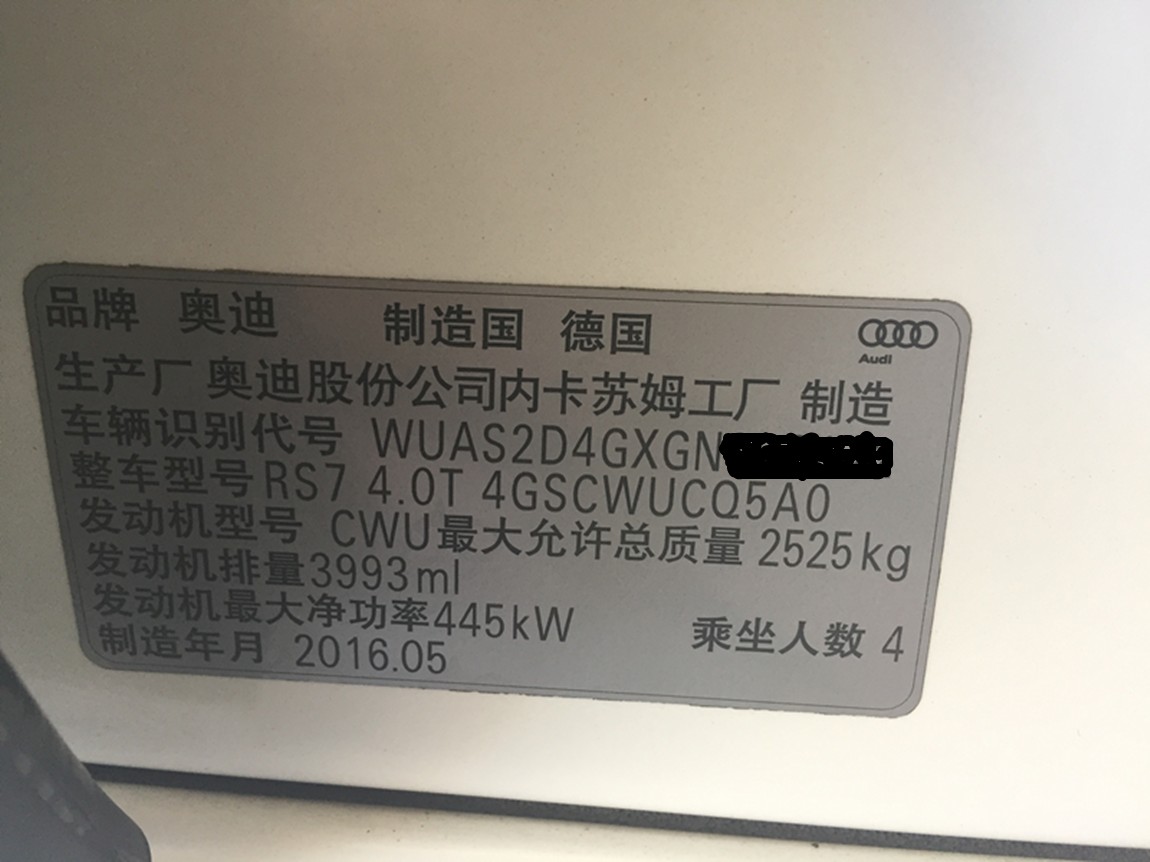 品牌 奥迪 制造国 德国
Audi
生产厂 奥迪股份公司内卡苏姆工厂 制造
车辆识别代号 WUAS2D4GXGN
整车型号 RS7 4.0T 4GSCWUCQ5A0
发动机型号 CWU 最大允许总质量 2525kg
发动机排量 3993ml
发动机最大净功率 445kW 乘坐人数 4
制造年月 2016.05